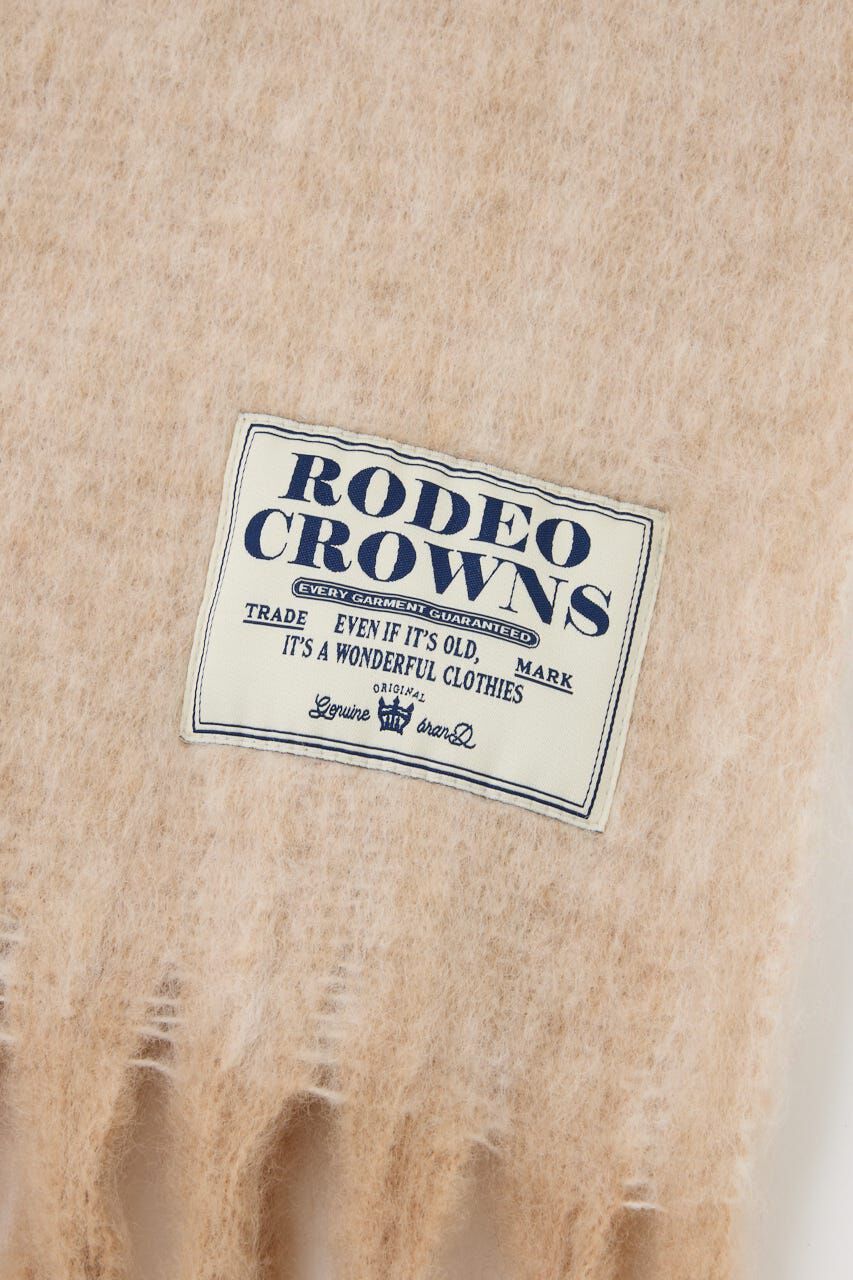 RODEO
CROWNS
EVERY GARMENT GUARANTEED
TRADE EVEN IF IT'S OLD,
IT'S A WONDERFUL CLOTHIES MARK
ORIGINAL
Genuine branD